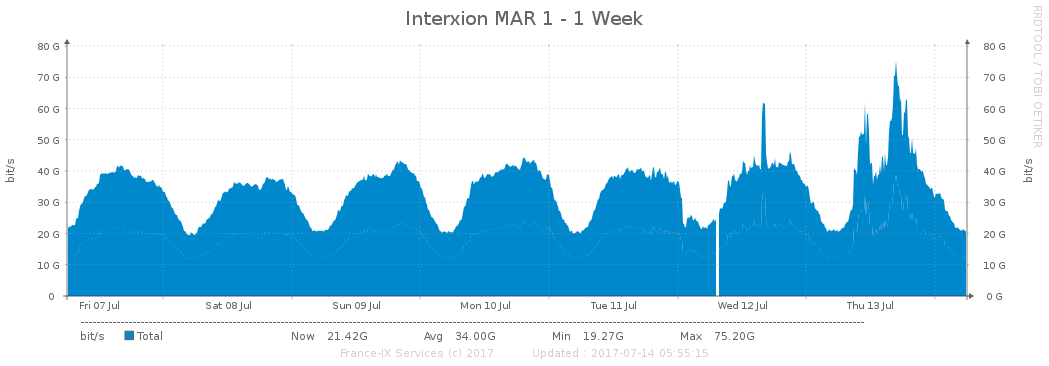 Interxion MAR 1 - 1 Week
RRDTOOL / TOBI OETIKER
bit/s
80 G
70 G
60 G
50 G
40 G
30 G
20 G
10 G
0
80 G
70 G
60 G
50 G
40 G
30 G
20 G
10 G
0 G
bit/s
Fri 07 Jul Sat 08 Jul Sun 09 Jul Mon 10 Jul Tue 11 Jul Wed 12 Jul Thu 13 Jul
bit/s Total Now 21.42G Avg 34.00G Min 19.27G Max 75.20G
France-IX Services (c) 2017 Updated : 2017-07-14 05:55:15